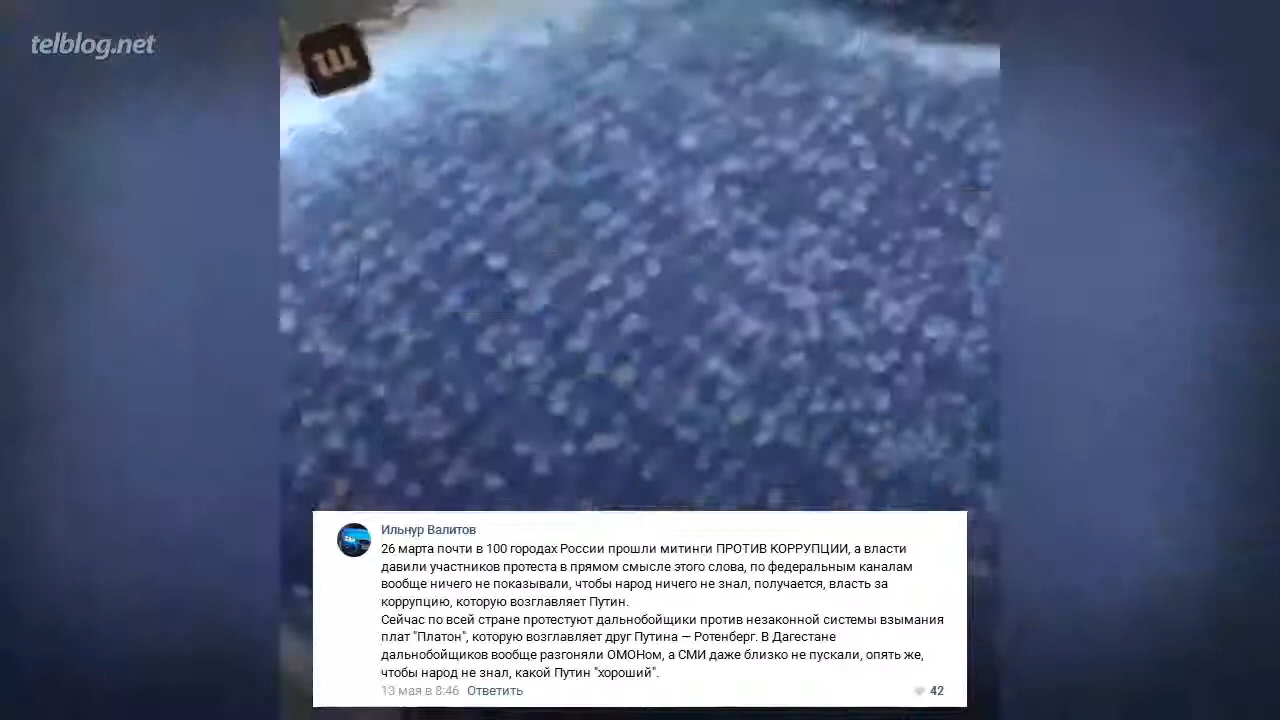 telblog.net
Ш
Ильнур Валитов
26 марта почти в 100 городах России прошли митинги ПРОТИВ КОРРУПЦИИ, а власти
давили участников протеста в прямом смысле этого слова, по федеральным каналам
вообще ничего не показывали, чтобы народ ничего не знал, получается, власть за
коррупцию, которую возглавляет Путин.
Сейчас по всей стране протестуют дальнобойщики против незаконной системы взымания
плат "Платон", которую возглавляет друг Путина — Ротенберг. В Дагестане
дальнобойщиков вообще разгоняли ОМОНом, а СМИ даже близко не пускали, опять же,
чтобы народ не знал, какой Путин "хороший".
13 мая в 8:46 Ответить
42